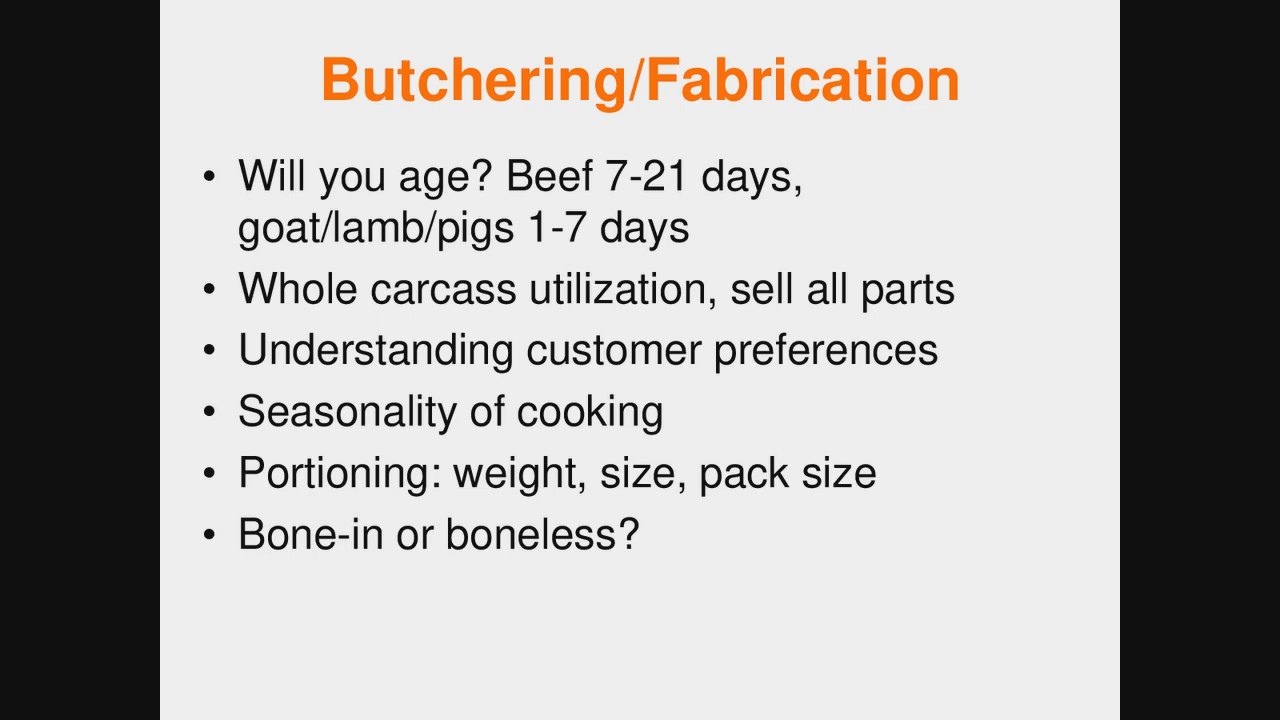 Butchering/Fabrication
• Will you age? Beef 7-21 days,
goat/lamb/pigs 1-7 days
• Whole carcass utilization, sell all parts
• Understanding customer preferences
• Seasonality of cooking
• Portioning: weight, size, pack size
• Bone-in or boneless?